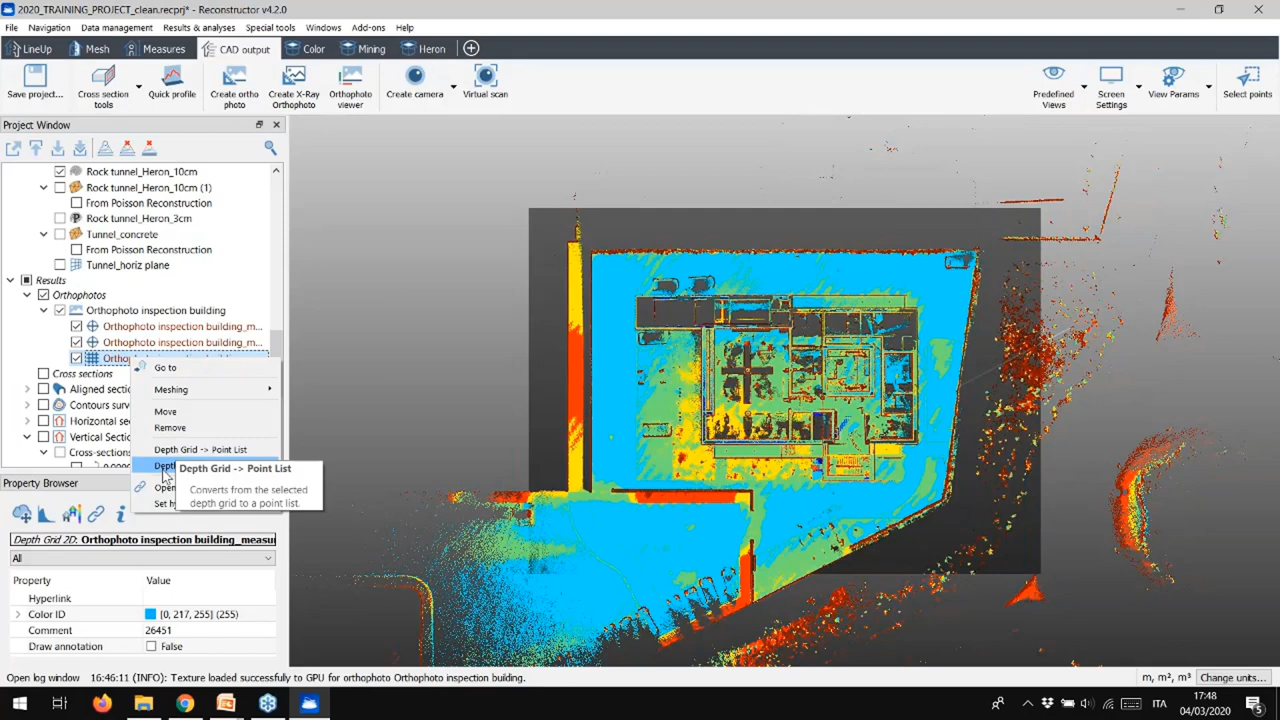 2020_TRAINING_PROJECT_clean.recprj* - Reconstructor v4.2.0
File Navigation Data management Results & analyses Special tools Windows Add-ons Help
LineUp Mesh Measures CAD output Color Mining Heron
Save project... Cross section tools Quick profile Create ortho photo Create X-Ray Orthophoto Orthophoto viewer Create camera Virtual scan Predefined Views Screen Settings View Params Select points
Project Window
Rock tunnel_Heron_10cm
Rock tunnel_Heron_10cm (1)
From Poisson Reconstruction
Rock tunnel_Heron_3cm
Tunnel_concrete
From Poisson Reconstruction
Tunnel_horiz plane
Results
Orthophotos
Orthophoto inspection building
Orthophoto inspection building_m...
Orthophoto inspection building_m...
Go to
Cross sections
Aligned secti
Meshing
Contours surv
Horizontal se
Move
Vertical Secti
Remove
Cross sectio
Depth Grid -> Point List
Depth Grid -> Point List
Converts from the selected
depth grid to a point list.
Property Browser
Depth Grid 2D: Orthophoto inspection building_measu
All
Property Value
Hyperlink
Color ID [0, 217, 255] (255)
Comment 26451
Draw annotation False
Open log window 16:46:11 (INFO): Texture loaded successfully to GPU for orthophoto Orthophoto inspection building. m, m², m³ Change units...
ITA
17:48
04/03/2020
5